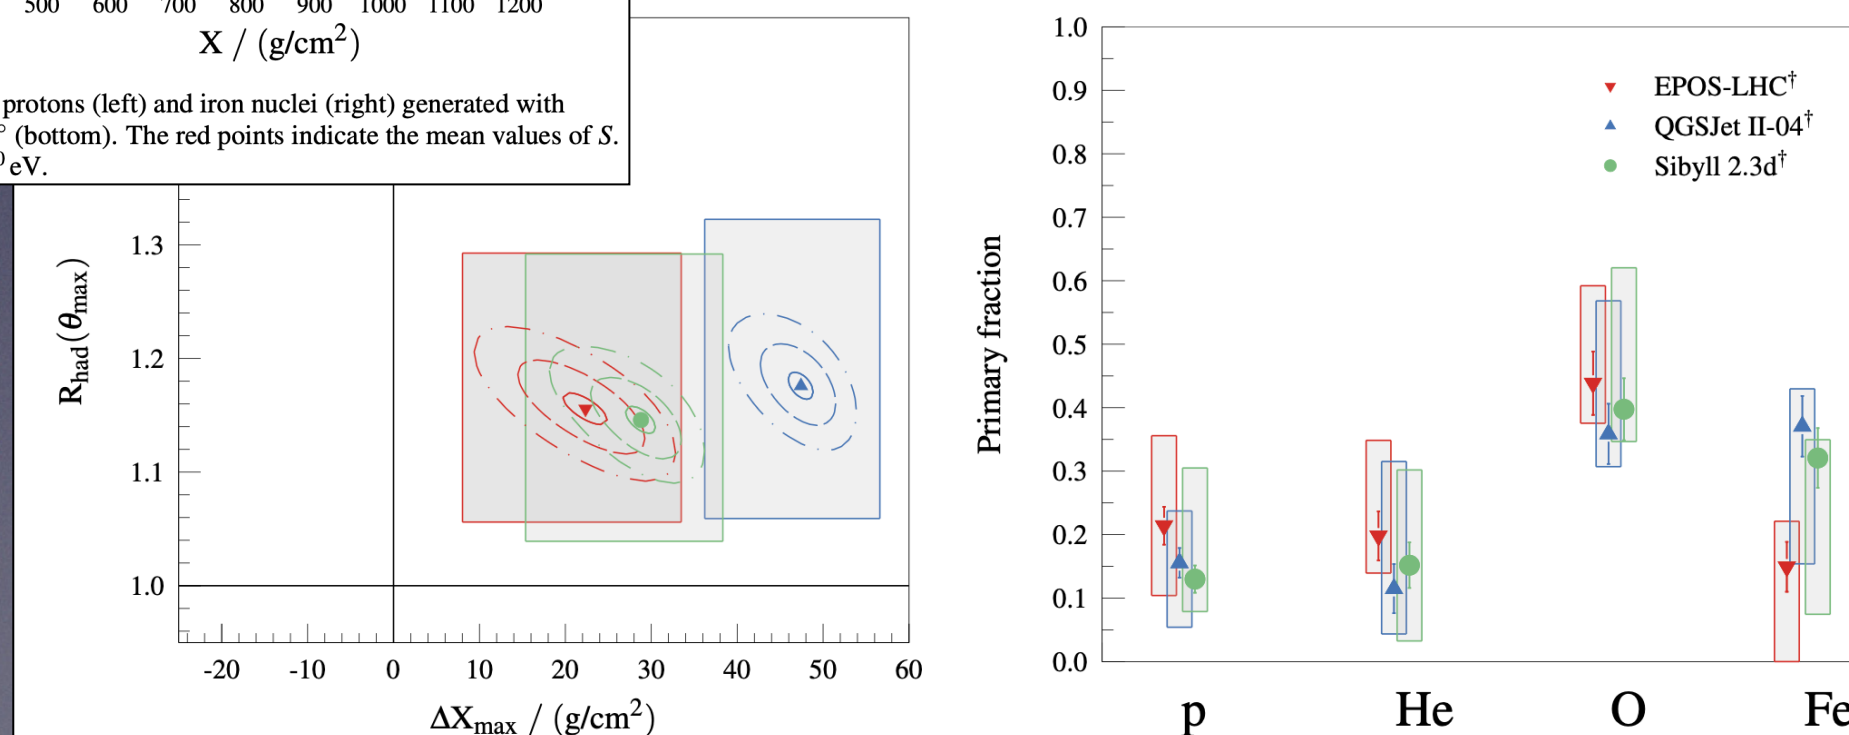 500 600 700 800 900 1000 1100 1200
X / (g/cm²)
protons (left) and iron nuclei (right) generated with
° (bottom). The red points indicate the mean values of S.
⁰ eV.
1.3
1.2
1.1
1.0
R_had(θ_max)
-20 -10 0 10 20 30 40 50 60
ΔX_max / (g/cm²)
1.0
0.9
0.8
0.7
0.6
0.5
0.4
0.3
0.2
0.1
0.0
Primary fraction
EPOS-LHC†
QGSJet II-04†
Sibyll 2.3d†
p He O Fe